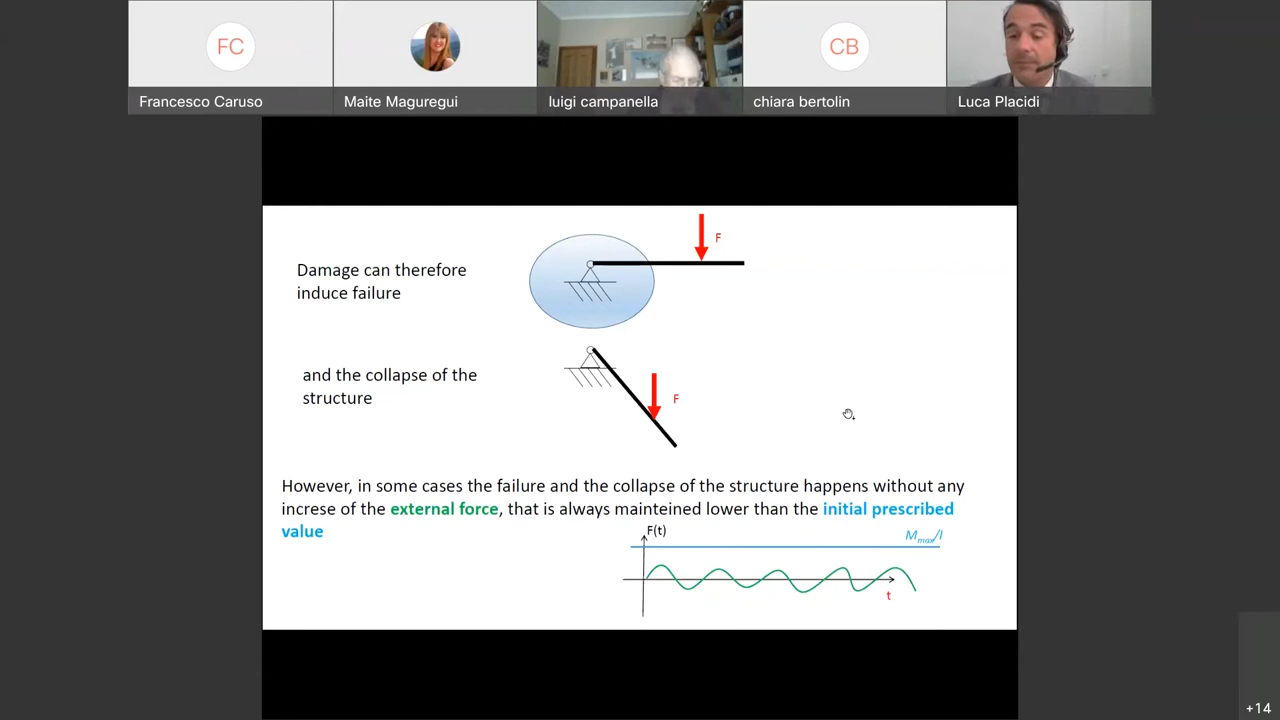 FC
CB
Francesco Caruso
Maite Maguregui
luigi campanella
chiara bertolin
Luca Placidi
F
Damage can therefore
induce failure
and the collapse of the
structure
F
However, in some cases the failure and the collapse of the structure happens without any
increse of the external force, that is always mainteined lower than the initial prescribed
value
F(t)
Mmax/l
t
+14